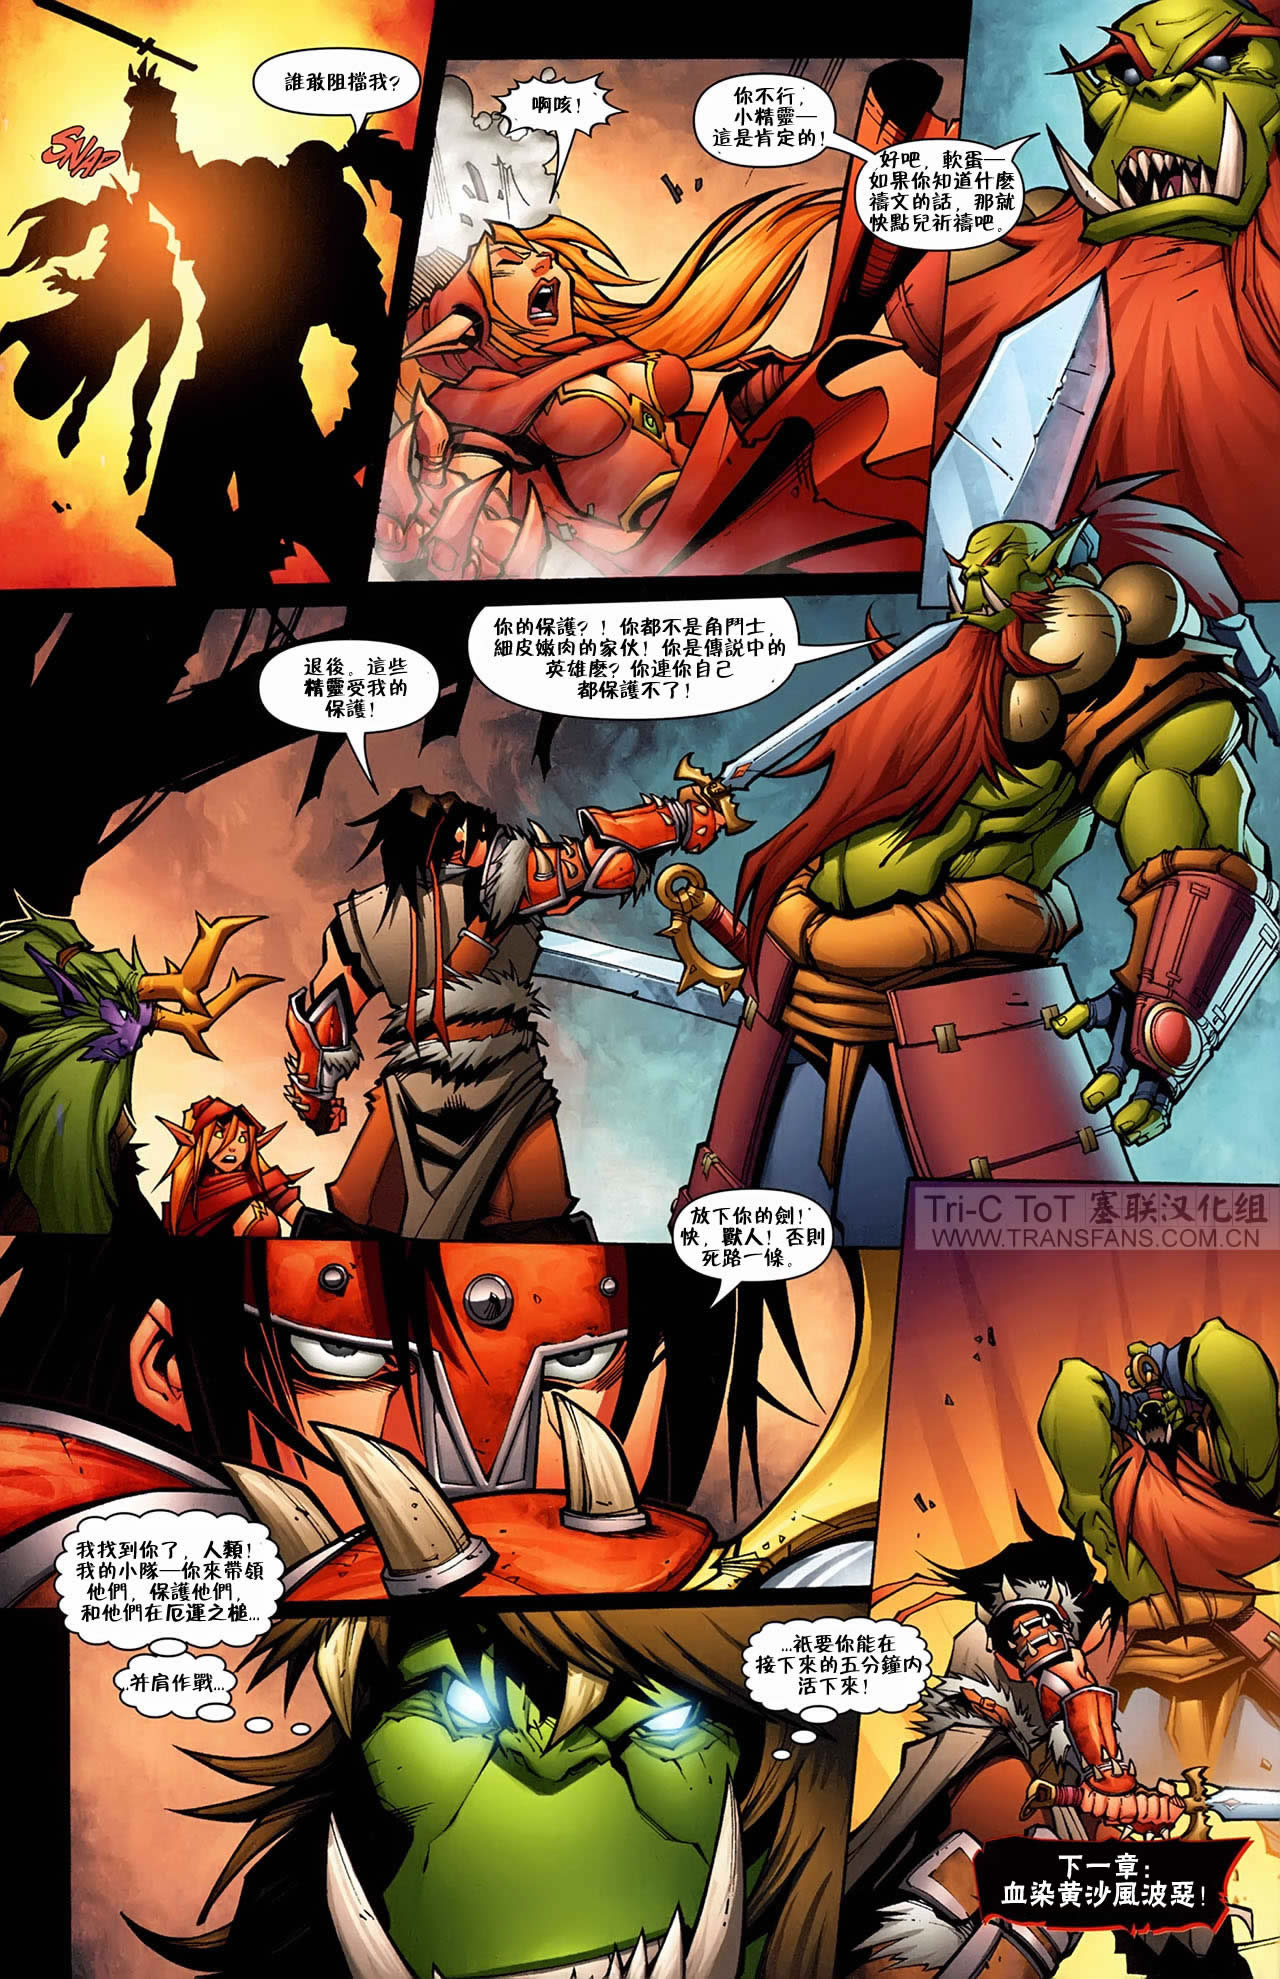 誰敢阻擋我?
SNAP
啊咳!
你不行,
小精靈—
這是肯定的!
好吧, 軟蛋—
如果你知道什麼
禱文的話, 那就
快點兒祈禱吧。
退後。這些
精靈受我的
保護!
你的保護?! 你都不是角鬥士,
細皮嫩肉的家伙! 你是傳說中的
英雄麼? 你連你自己
都保護不了!
放下你的劍!
快, 獸人! 否則
死路一條。
Tri-C ToT 塞联汉化组
WWW.TRANSFANS.COM.CN
我找到你了, 人類!
我的小隊—你來帶領
他們, 保護他們,
和他們在厄運之槌...
...并肩作戰...
...祇要你能在
接下來的五分鐘内
活下來!
下一章:
血染黄沙風波惡!